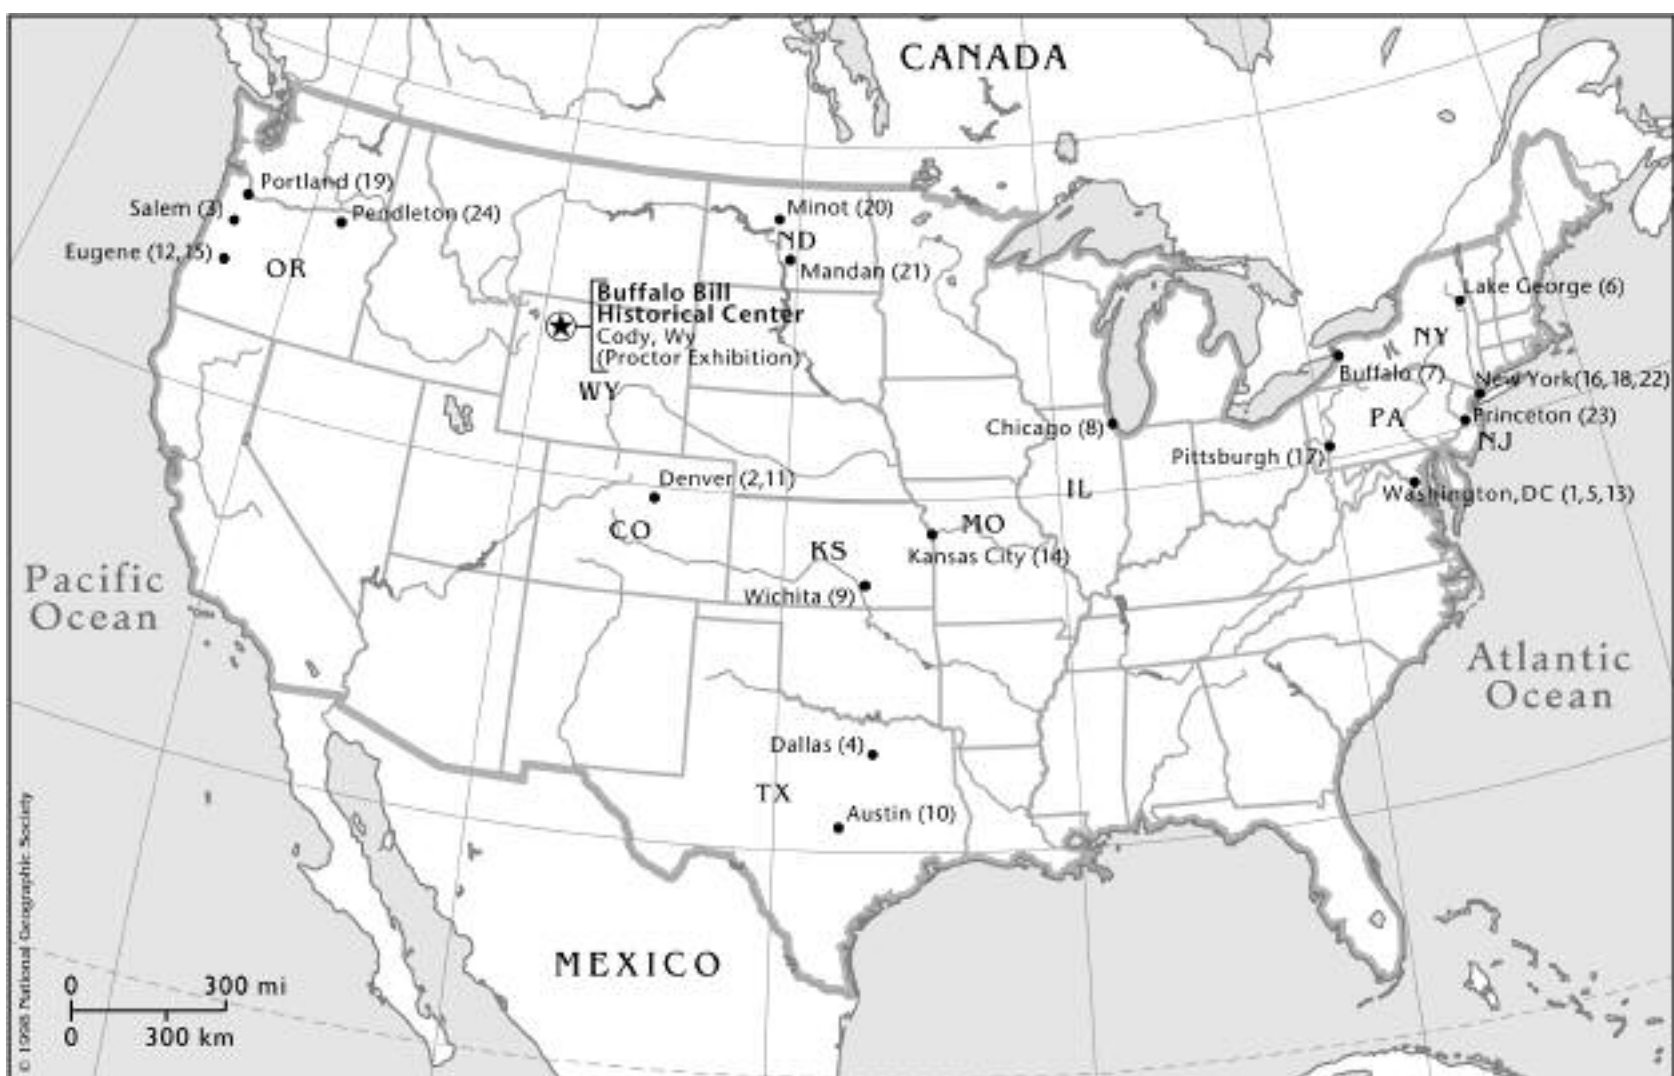 CANADA
Portland (19)
Salem (3)
Pendleton (24)
Eugene (12,15)
OR
Minot (20)
ND
Mandan (21)
Buffalo Bill
Historical Center
Cody, Wy
(Proctor Exhibition)
WY
Lake George (6)
NY
Buffalo (7)
New York(16,18,22)
PA
Princeton (23)
NJ
Chicago (8)
Pittsburgh (17)
Washington,DC (1,5,13)
IL
Denver (2,11)
CO
MO
KS
Kansas City (14)
Wichita (9)
Pacific
Ocean
Atlantic
Ocean
Dallas (4)
TX
Austin (10)
MEXICO
0 300 mi
0 300 km
© 1998 National Geographic Society